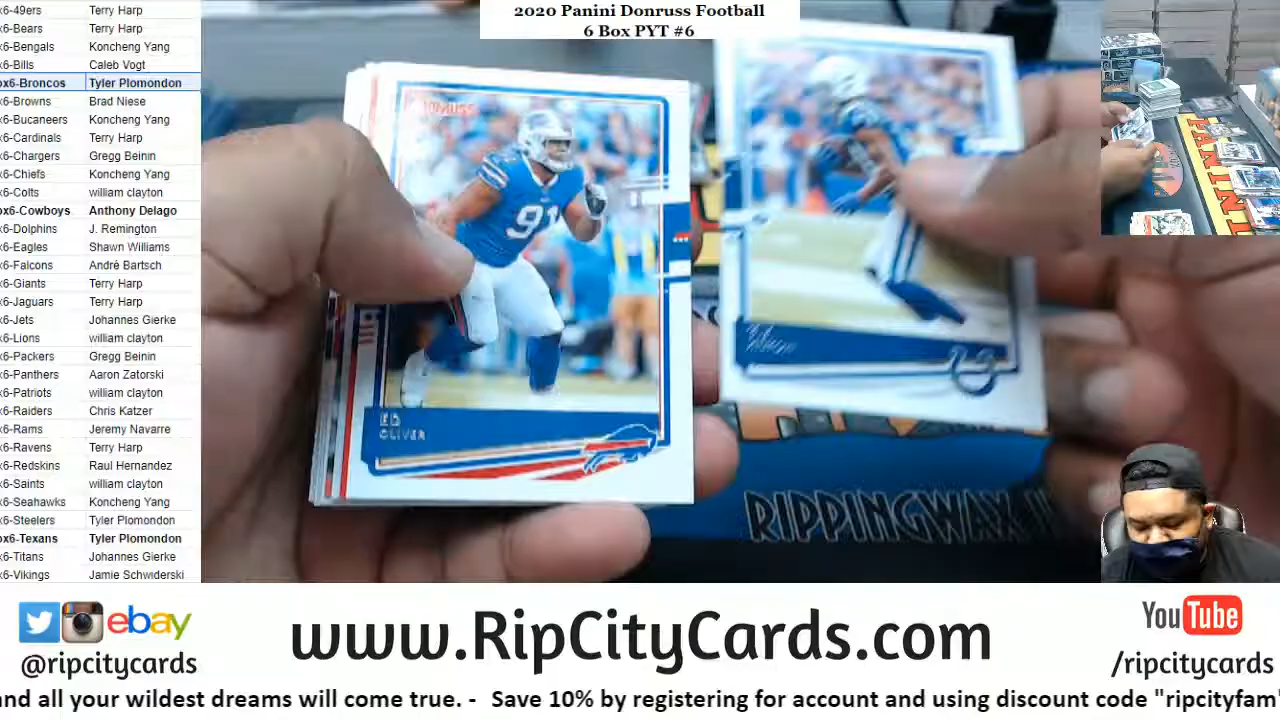 2020 Panini Donruss Football
6 Box PYT #6
x6-49ers Terry Harp
x6-Bears Terry Harp
x6-Bengals Koncheng Yang
x6-Bills Caleb Vogt
ox6-Broncos Tyler Plomondon
x6-Browns Brad Niese
x6-Bucaneers Koncheng Yang
x6-Cardinals Terry Harp
x6-Chargers Gregg Beinin
x6-Chiefs Koncheng Yang
x6-Colts william clayton
ox6-Cowboys Anthony Delago
x6-Dolphins J. Remington
x6-Eagles Shawn Williams
x6-Falcons André Bartsch
x6-Giants Terry Harp
x6-Jaguars Terry Harp
x6-Jets Johannes Gierke
x6-Lions william clayton
x6-Packers Gregg Beinin
x6-Panthers Aaron Zatorski
x6-Patriots william clayton
x6-Raiders Chris Katzer
x6-Rams Jeremy Navarre
x6-Ravens Terry Harp
x6-Redskins Raul Hernandez
x6-Saints william clayton
x6-Seahawks Koncheng Yang
x6-Steelers Tyler Plomondon
ox6-Texans Tyler Plomondon
x6-Titans Johannes Gierke
x6-Vikings Jamie Schwiderski
91
ED
OLIVER
PANINI
RIPPINGWAX
ebay
@ripcitycards
www.RipCityCards.com
YouTube
/ripcitycards
and all your wildest dreams will come true. - Save 10% by registering for account and using discount code "ripcityfam"